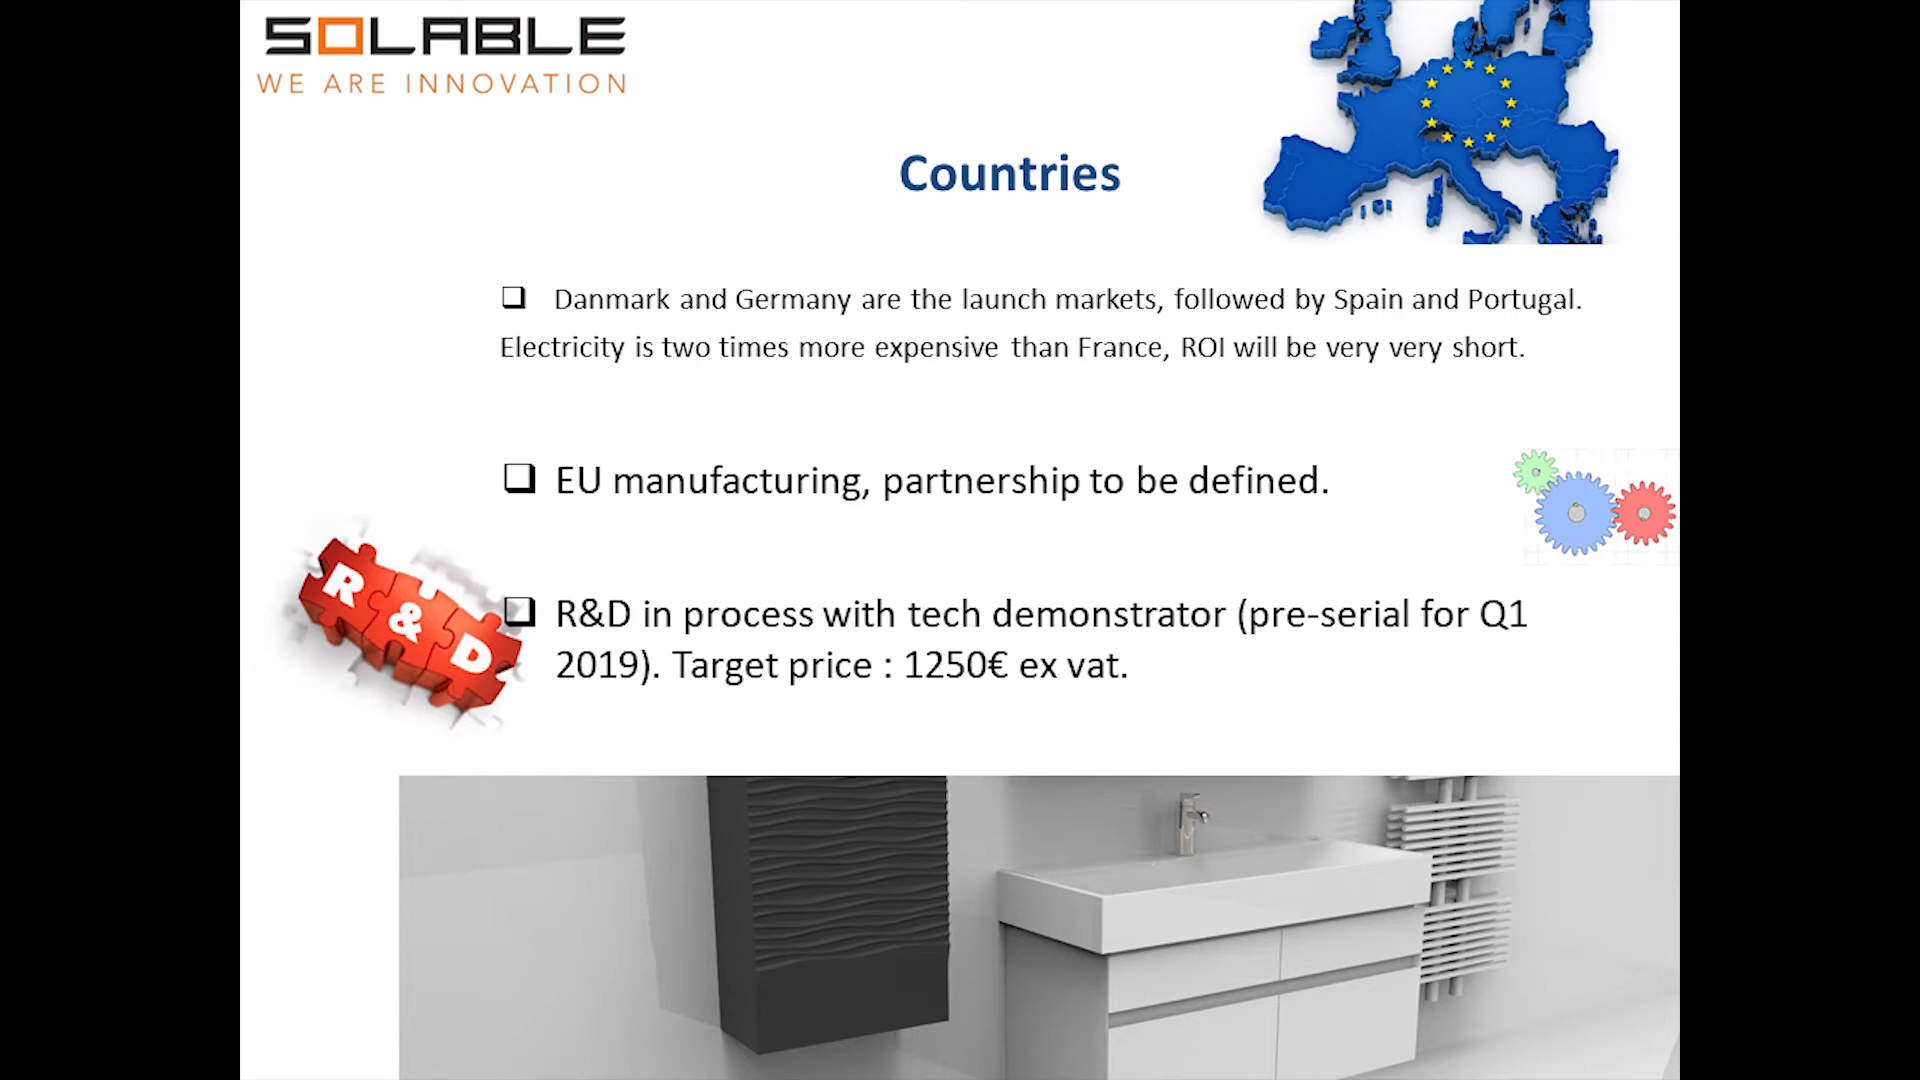 SOLABLE
WE ARE INNOVATION
Countries
❑ Danmark and Germany are the launch markets, followed by Spain and Portugal.
Electricity is two times more expensive than France, ROI will be very very short.
❑ EU manufacturing, partnership to be defined.
R & D
❑ R&D in process with tech demonstrator (pre-serial for Q1
2019). Target price : 1250€ ex vat.